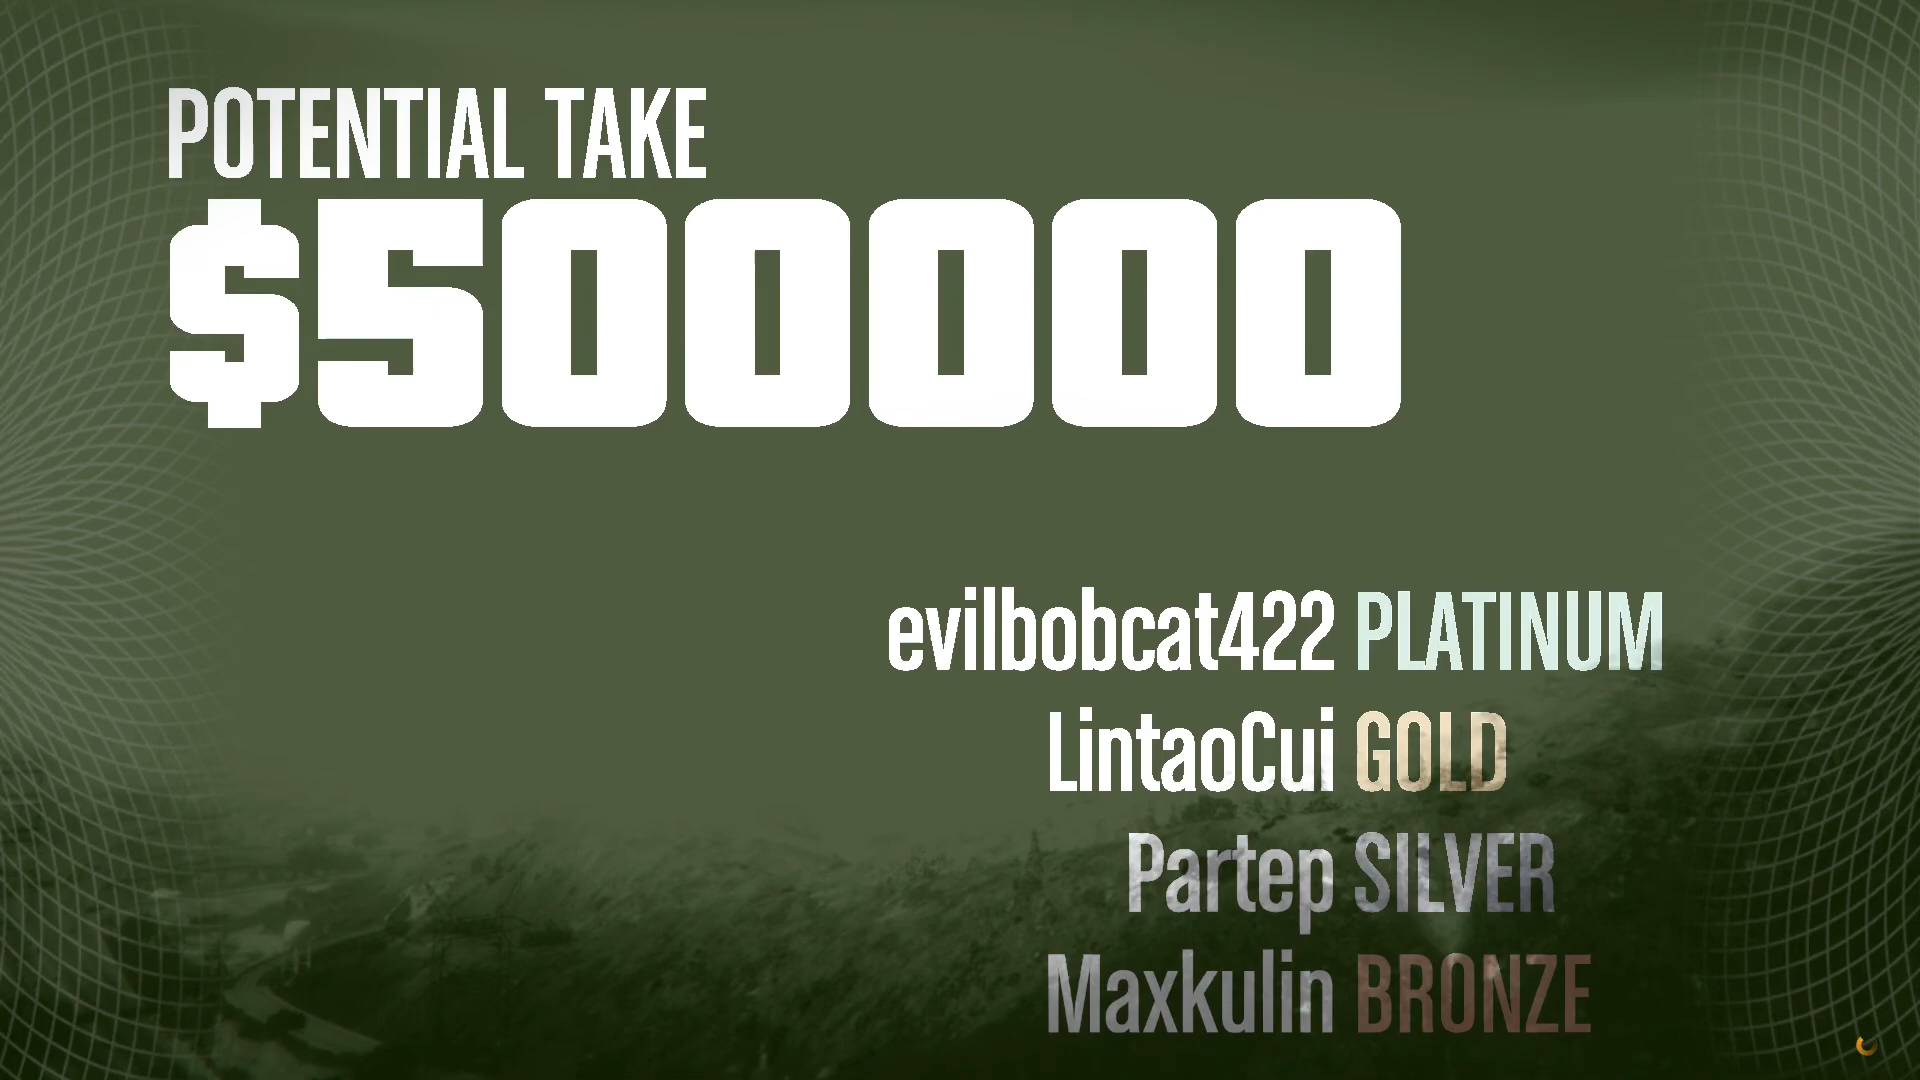 POTENTIAL TAKE
$500000
evilbobcat422 PLATINUM
LintaoCui GOLD
Partep SILVER
Maxkulin BRONZE